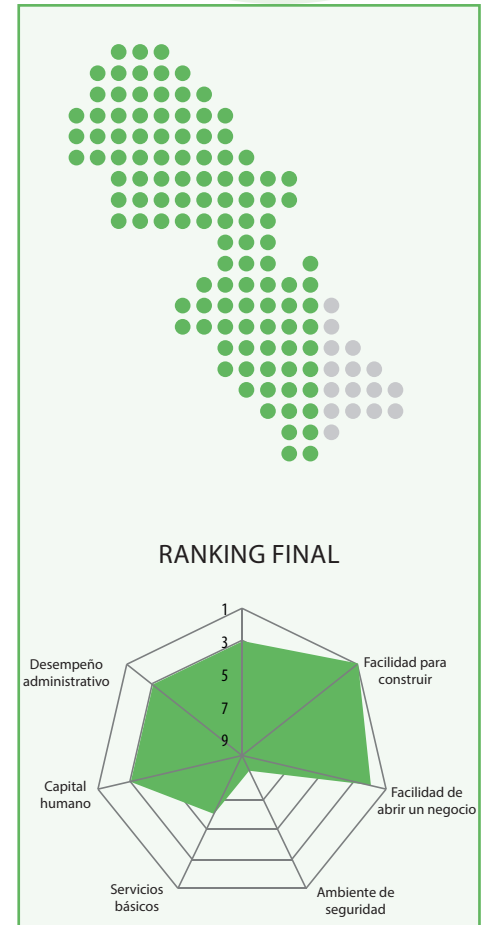 RANKING FINAL
1
3
5
7
9
Facilidad para
construir
Facilidad de
abrir un negocio
Ambiente de
seguridad
Servicios
básicos
Capital
humano
Desempeño
administrativo